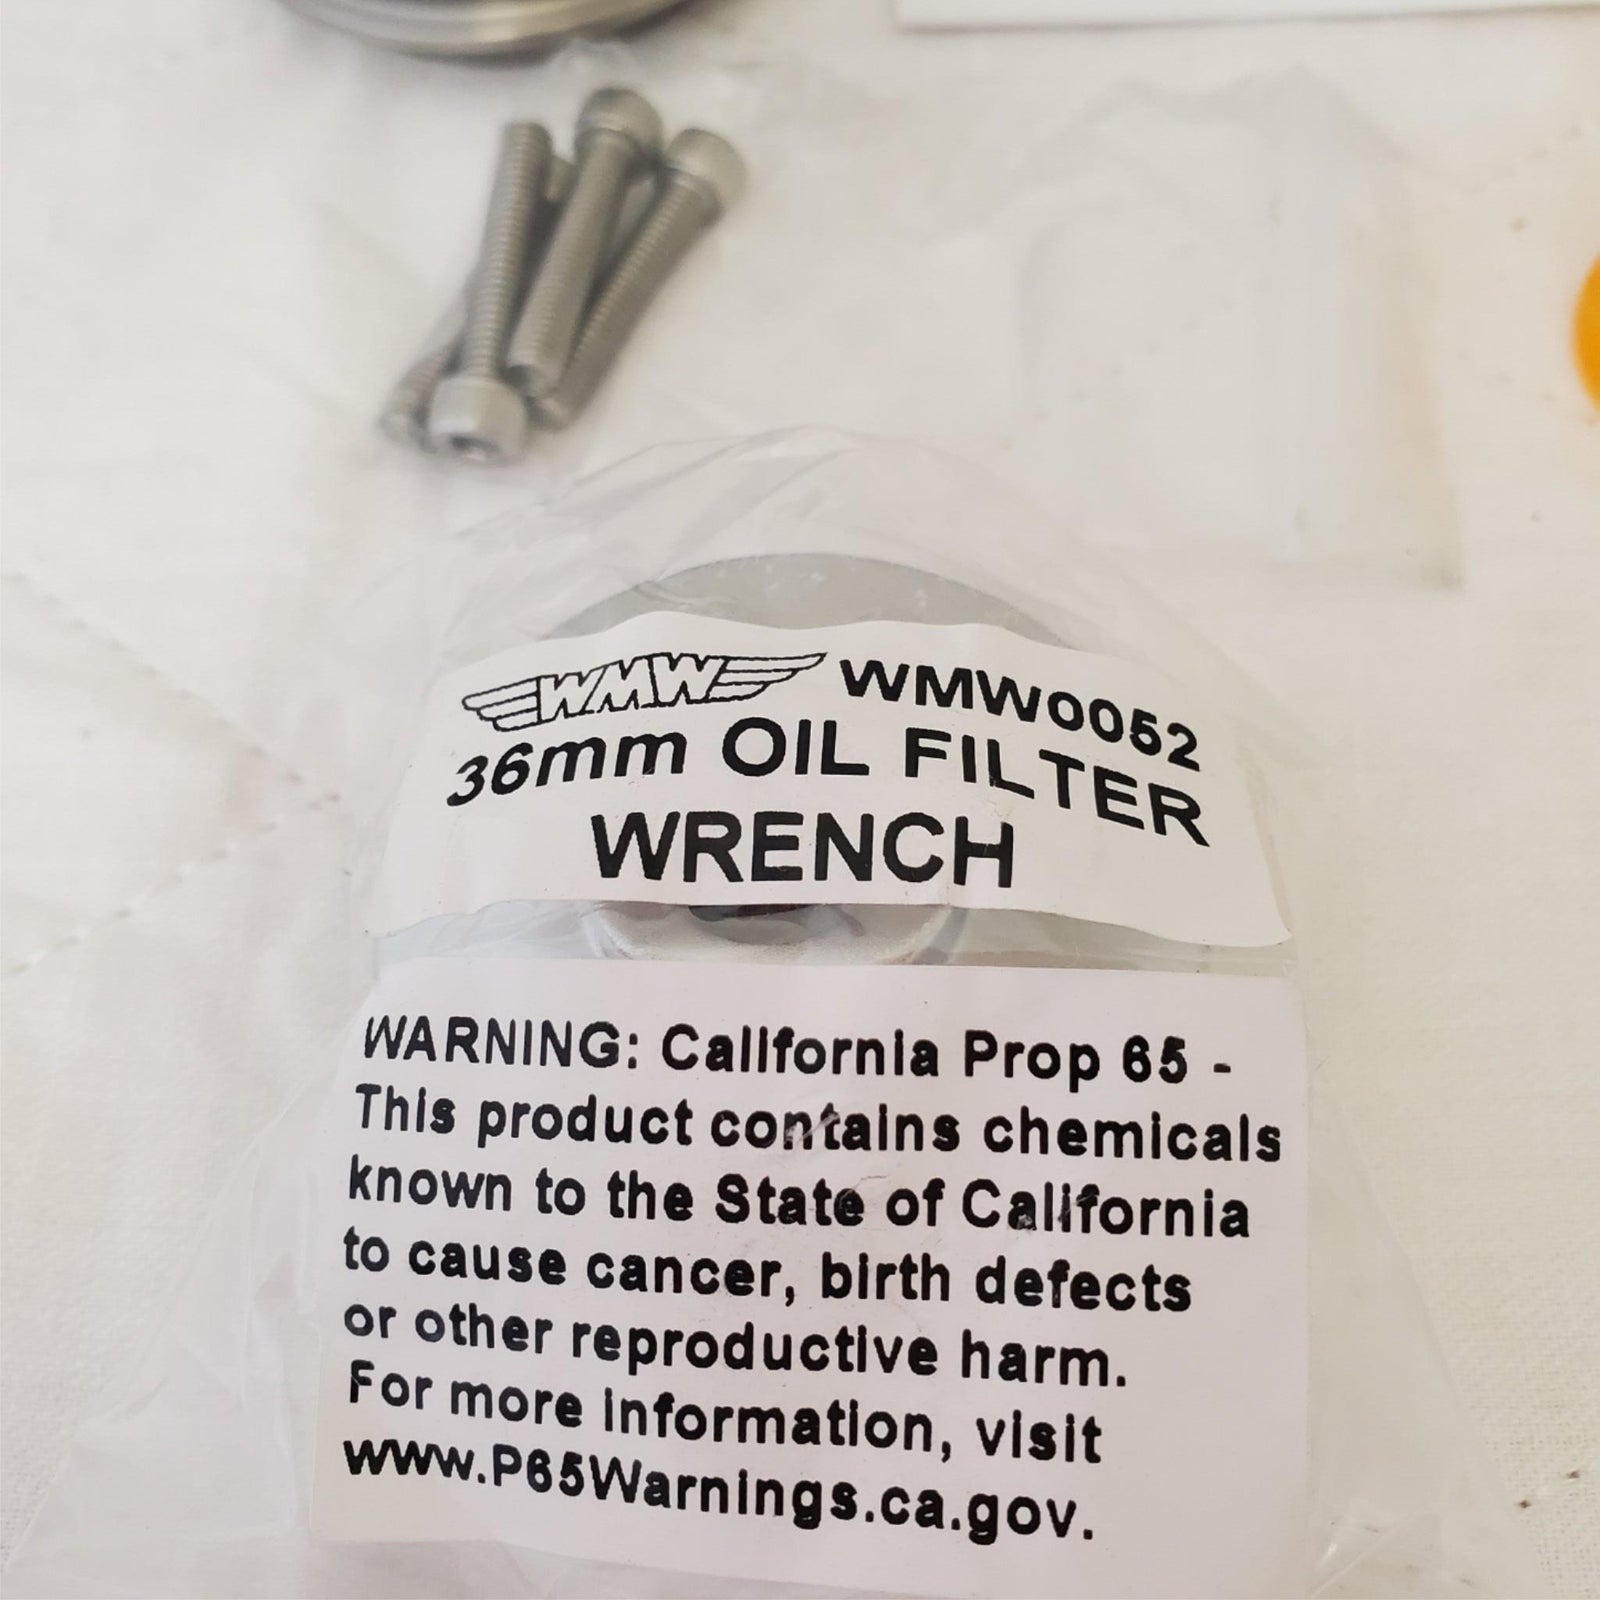 WMW WMW0052
36mm OIL FILTER
WRENCH
WARNING: California Prop 65 -
This product contains chemicals
known to the State of California
to cause cancer, birth defects
or other reproductive harm.
For more information, visit
www.P65Warnings.ca.gov.